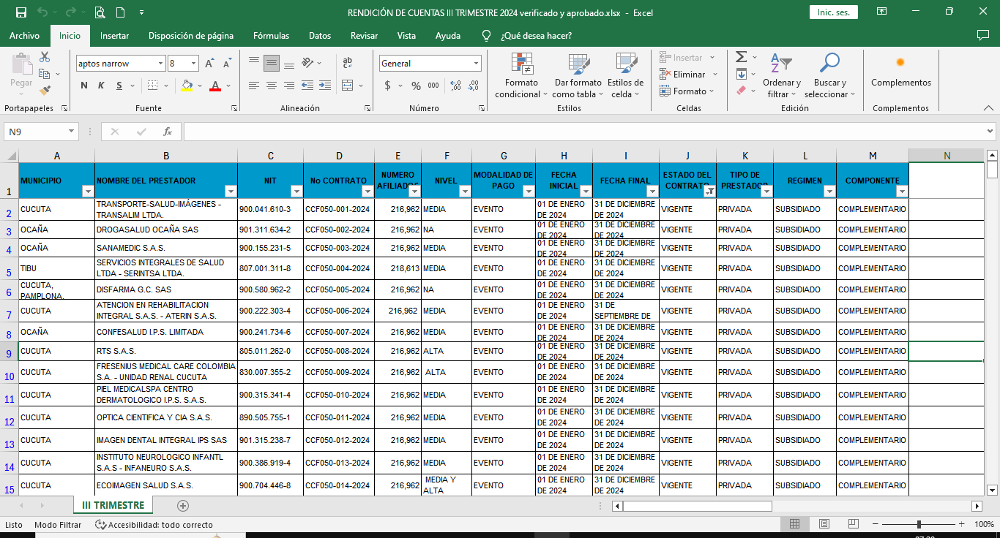 RENDICIÓN DE CUENTAS III TRIMESTRE 2024 verificado y aprobado.xlsx - Excel
Inic. ses.
Archivo Inicio Insertar Disposición de página Fórmulas Datos Revisar Vista Ayuda ¿Qué desea hacer?
Pegar
Portapapeles
aptos narrow 8
N K S
Fuente
ab
Alineación
General
$ % 000
Número
Formato condicional
Dar formato como tabla
Estilos de celda
Estilos
Insertar
Eliminar
Formato
Celdas
Ordenar y filtrar
Buscar y seleccionar
Edición
Complementos
Complementos
N9 fx
A B C D E F G H I J K L M N
1 MUNICIPIO NOMBRE DEL PRESTADOR NIT No CONTRATO NUMERO AFILIADOS NIVEL MODALIDAD DE PAGO FECHA INICIAL FECHA FINAL ESTADO DEL CONTRATO TIPO DE PRESTADOR REGIMEN COMPONENTE
2 CUCUTA TRANSPORTE-SALUD-IMÁGENES - TRANSALIM LTDA. 900.041.610-3 CCF050-001-2024 216,962 MEDIA EVENTO 01 DE ENERO DE 2024 31 DE DICIEMBRE DE 2024 VIGENTE PRIVADA SUBSIDIADO COMPLEMENTARIO
3 OCAÑA DROGASALUD OCAÑA SAS 901.311.634-2 CCF050-002-2024 216,962 NA EVENTO 01 DE ENERO DE 2024 31 DE DICIEMBRE DE 2024 VIGENTE PRIVADA SUBSIDIADO COMPLEMENTARIO
4 OCAÑA SANAMEDIC S.A.S. 900.155.231-5 CCF050-003-2024 216,962 MEDIA EVENTO 01 DE ENERO DE 2024 31 DE DICIEMBRE DE 2024 VIGENTE PRIVADA SUBSIDIADO COMPLEMENTARIO
5 TIBU SERVICIOS INTEGRALES DE SALUD LTDA - SERINTSA LTDA. 807.001.311-8 CCF050-004-2024 218,613 MEDIA EVENTO 01 DE ENERO DE 2024 31 DE DICIEMBRE DE 2024 VIGENTE PRIVADA SUBSIDIADO COMPLEMENTARIO
6 CUCUTA, PAMPLONA, DISFARMA G.C. SAS 900.580.962-2 CCF050-005-2024 216,962 NA EVENTO 01 DE ENERO DE 2024 31 DE DICIEMBRE DE 2024 VIGENTE PRIVADA SUBSIDIADO COMPLEMENTARIO
7 CUCUTA ATENCION EN REHABILITACION INTEGRAL S.A.S. - ATERIN S.A.S. 900.222.303-4 CCF050-006-2024 216,962 MEDIA EVENTO 01 DE ENERO DE 2024 31 DE SEPTIEMBRE DE VIGENTE PRIVADA SUBSIDIADO COMPLEMENTARIO
8 OCAÑA CONFESALUD I.P.S. LIMITADA 900.241.734-6 CCF050-007-2024 216,962 MEDIA EVENTO 01 DE ENERO DE 2024 31 DE DICIEMBRE DE 2024 VIGENTE PRIVADA SUBSIDIADO COMPLEMENTARIO
9 CUCUTA RTS S.A.S. 805.011.262-0 CCF050-008-2024 216,962 ALTA EVENTO 01 DE ENERO DE 2024 31 DE DICIEMBRE DE 2024 VIGENTE PRIVADA SUBSIDIADO COMPLEMENTARIO
10 CUCUTA FRESENIUS MEDICAL CARE COLOMBIA S.A. - UNIDAD RENAL CUCUTA 830.007.355-2 CCF050-009-2024 216,962 ALTA EVENTO 01 DE ENERO DE 2024 31 DE DICIEMBRE DE 2024 VIGENTE PRIVADA SUBSIDIADO COMPLEMENTARIO
11 CUCUTA PIEL MEDICALSPA CENTRO DERMATOLOGICO I.P.S. S.A.S. 900.315.341-4 CCF050-010-2024 216,962 MEDIA EVENTO 01 DE ENERO DE 2024 31 DE DICIEMBRE DE 2024 VIGENTE PRIVADA SUBSIDIADO COMPLEMENTARIO
12 CUCUTA OPTICA CIENTIFICA Y CIA S.A.S. 890.505.755-1 CCF050-011-2024 216,962 MEDIA EVENTO 01 DE ENERO DE 2024 31 DE DICIEMBRE DE 2024 VIGENTE PRIVADA SUBSIDIADO COMPLEMENTARIO
13 CUCUTA IMAGEN DENTAL INTEGRAL IPS SAS 901.315.238-7 CCF050-012-2024 216,962 MEDIA EVENTO 01 DE ENERO DE 2024 31 DE DICIEMBRE DE 2024 VIGENTE PRIVADA SUBSIDIADO COMPLEMENTARIO
14 CUCUTA INSTITUTO NEUROLOGICO INFANTL S.A.S - INFANEURO S.A.S. 900.386.919-4 CCF050-013-2024 216,962 MEDIA EVENTO 01 DE ENERO DE 2024 31 DE DICIEMBRE DE 2024 VIGENTE PRIVADA SUBSIDIADO COMPLEMENTARIO
15 CUCUTA ECOIMAGEN SALUD S.A.S. 900.704.446-8 CCF050-014-2024 216,962 MEDIA Y ALTA EVENTO 01 DE ENERO DE 2024 31 DE DICIEMBRE DE 2024 VIGENTE PRIVADA SUBSIDIADO COMPLEMENTARIO
III TRIMESTRE
Listo Modo Filtrar Accesibilidad: todo correcto 100%